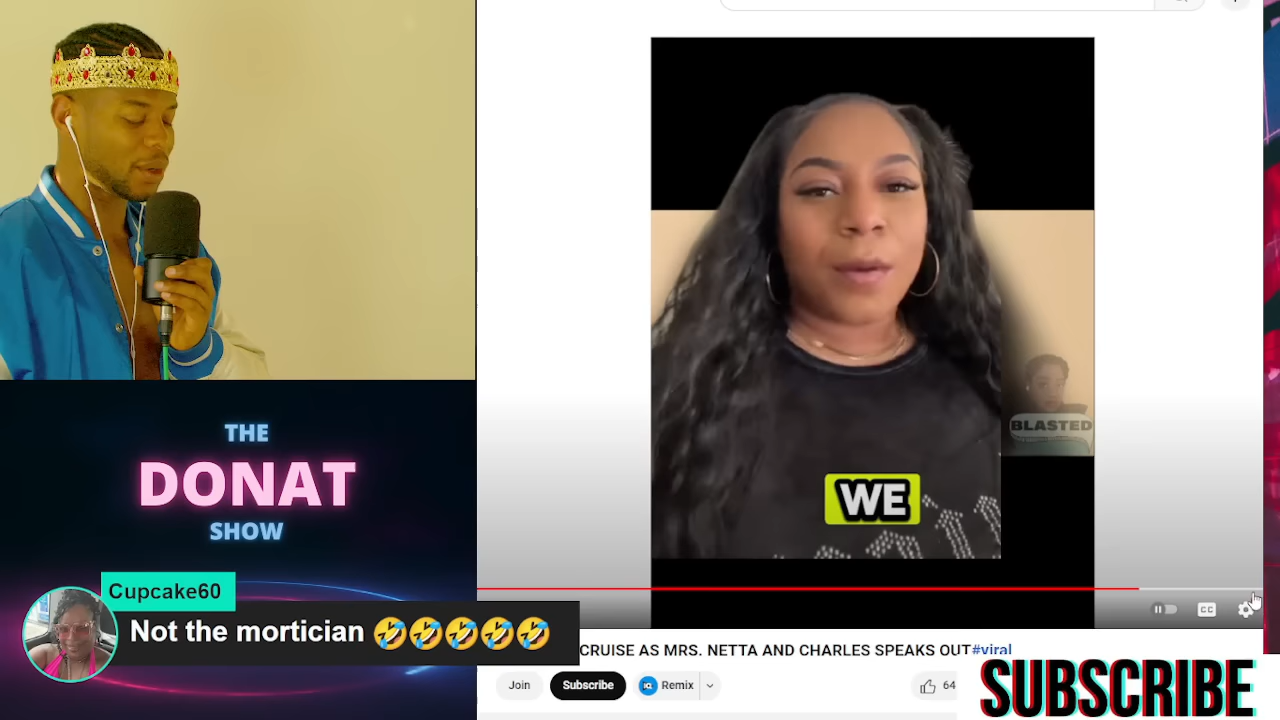 THE
DONAT
SHOW
Cupcake60
Not the mortician 🤣🤣🤣🤣🤣
BLASTED
WE
CC
CRUISE AS MRS. NETTA AND CHARLES SPEAKS OUT#viral
Join
Subscribe
Remix
64
SUBSCRIBE